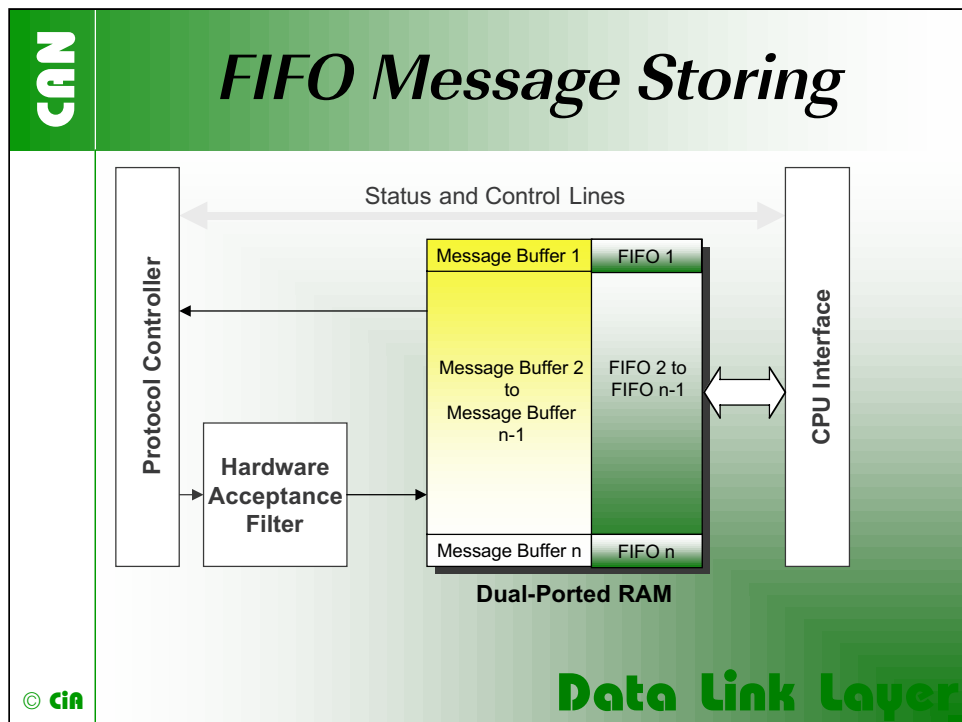 CAN
FIFO Message Storing
Status and Control Lines
Protocol Controller
Hardware
Acceptance
Filter
Message Buffer 1
FIFO 1
Message Buffer 2
to
Message Buffer
n-1
FIFO 2 to
FIFO n-1
Message Buffer n
FIFO n
Dual-Ported RAM
CPU Interface
© CiA
Data Link Layer